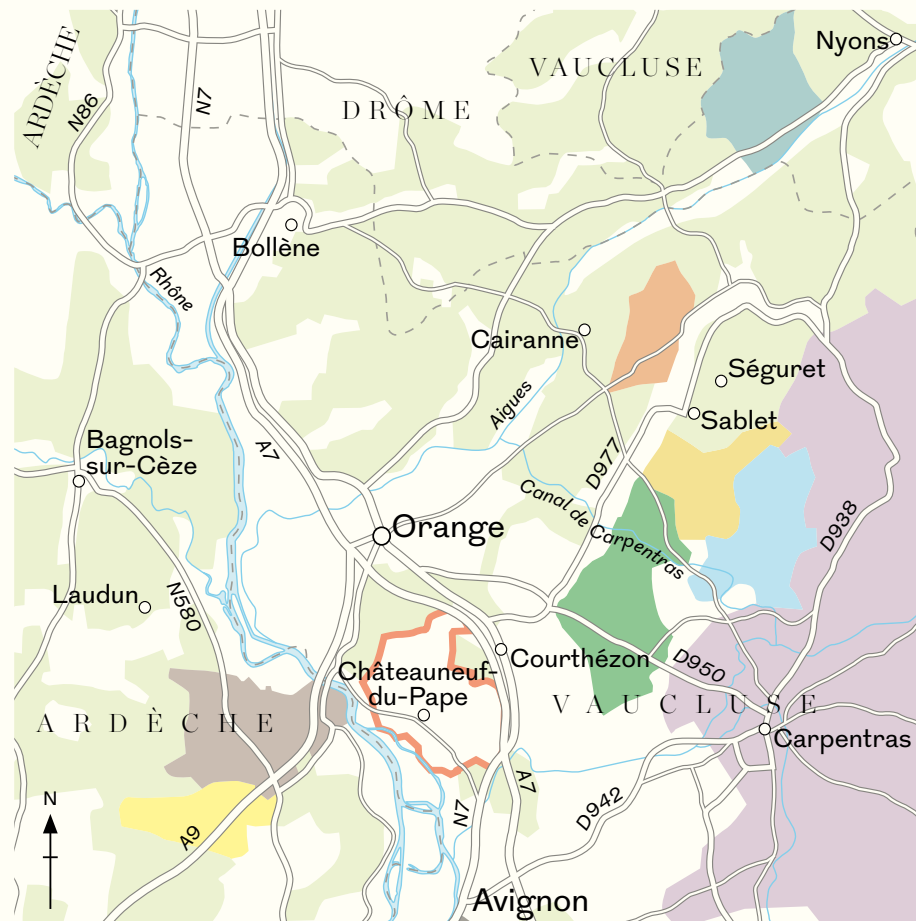 Nyons
VAUCLUSE
ARDÈCHE
N86
N7
DRÔME
Bollène
Rhône
Cairanne
Séguret
Aigues
Sablet
A7
Bagnols-
sur-Cèze
D977
Canal de Carpentras
D938
Orange
Laudun
N580
Courthézon
D950
Châteauneuf-
du-Pape
VAUCLUSE
ARDÈCHE
Carpentras
N
A9
N7
A7
D942
Avignon